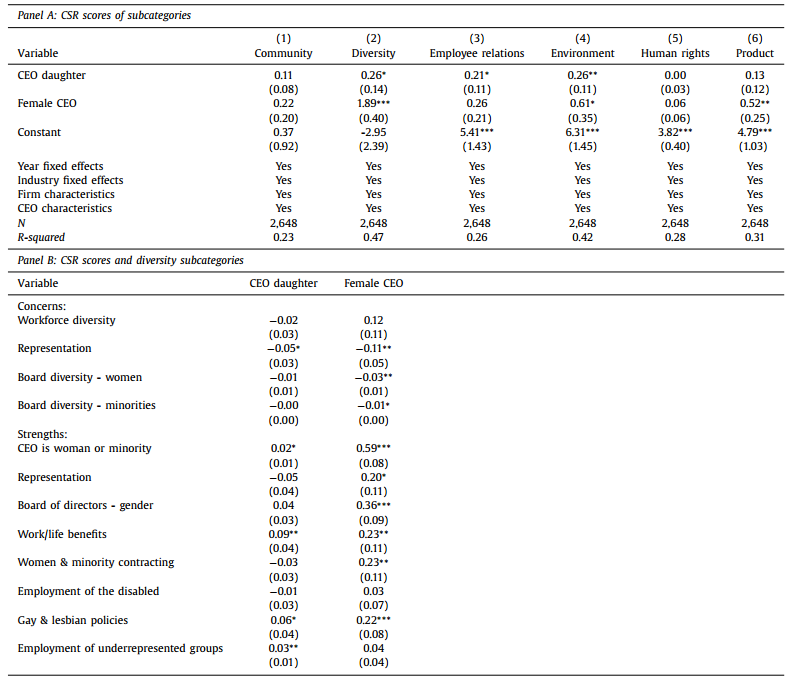 Panel A: CSR scores of subcategories
(1) (2) (3) (4) (5) (6)
Variable Community Diversity Employee relations Environment Human rights Product
CEO daughter 0.11 0.26* 0.21* 0.26** 0.00 0.13
(0.08) (0.14) (0.11) (0.11) (0.03) (0.12)
Female CEO 0.22 1.89*** 0.26 0.61* 0.06 0.52**
(0.20) (0.40) (0.21) (0.35) (0.06) (0.25)
Constant 0.37 -2.95 5.41*** 6.31*** 3.82*** 4.79***
(0.92) (2.39) (1.43) (1.45) (0.40) (1.03)
Year fixed effects Yes Yes Yes Yes Yes Yes
Industry fixed effects Yes Yes Yes Yes Yes Yes
Firm characteristics Yes Yes Yes Yes Yes Yes
CEO characteristics Yes Yes Yes Yes Yes Yes
N 2,648 2,648 2,648 2,648 2,648 2,648
R-squared 0.23 0.47 0.26 0.42 0.28 0.31
Panel B: CSR scores and diversity subcategories
Variable CEO daughter Female CEO
Concerns:
Workforce diversity −0.02 0.12
(0.03) (0.11)
Representation −0.05* −0.11**
(0.03) (0.05)
Board diversity - women −0.01 −0.03**
(0.01) (0.01)
Board diversity - minorities −0.00 −0.01*
(0.00) (0.00)
Strengths:
CEO is woman or minority 0.02* 0.59***
(0.01) (0.08)
Representation −0.05 0.20*
(0.04) (0.11)
Board of directors - gender 0.04 0.36***
(0.03) (0.09)
Work/life benefits 0.09** 0.23**
(0.04) (0.11)
Women & minority contracting −0.03 0.23**
(0.03) (0.11)
Employment of the disabled −0.01 0.03
(0.03) (0.07)
Gay & lesbian policies 0.06* 0.22***
(0.04) (0.08)
Employment of underrepresented groups 0.03** 0.04
(0.01) (0.04)